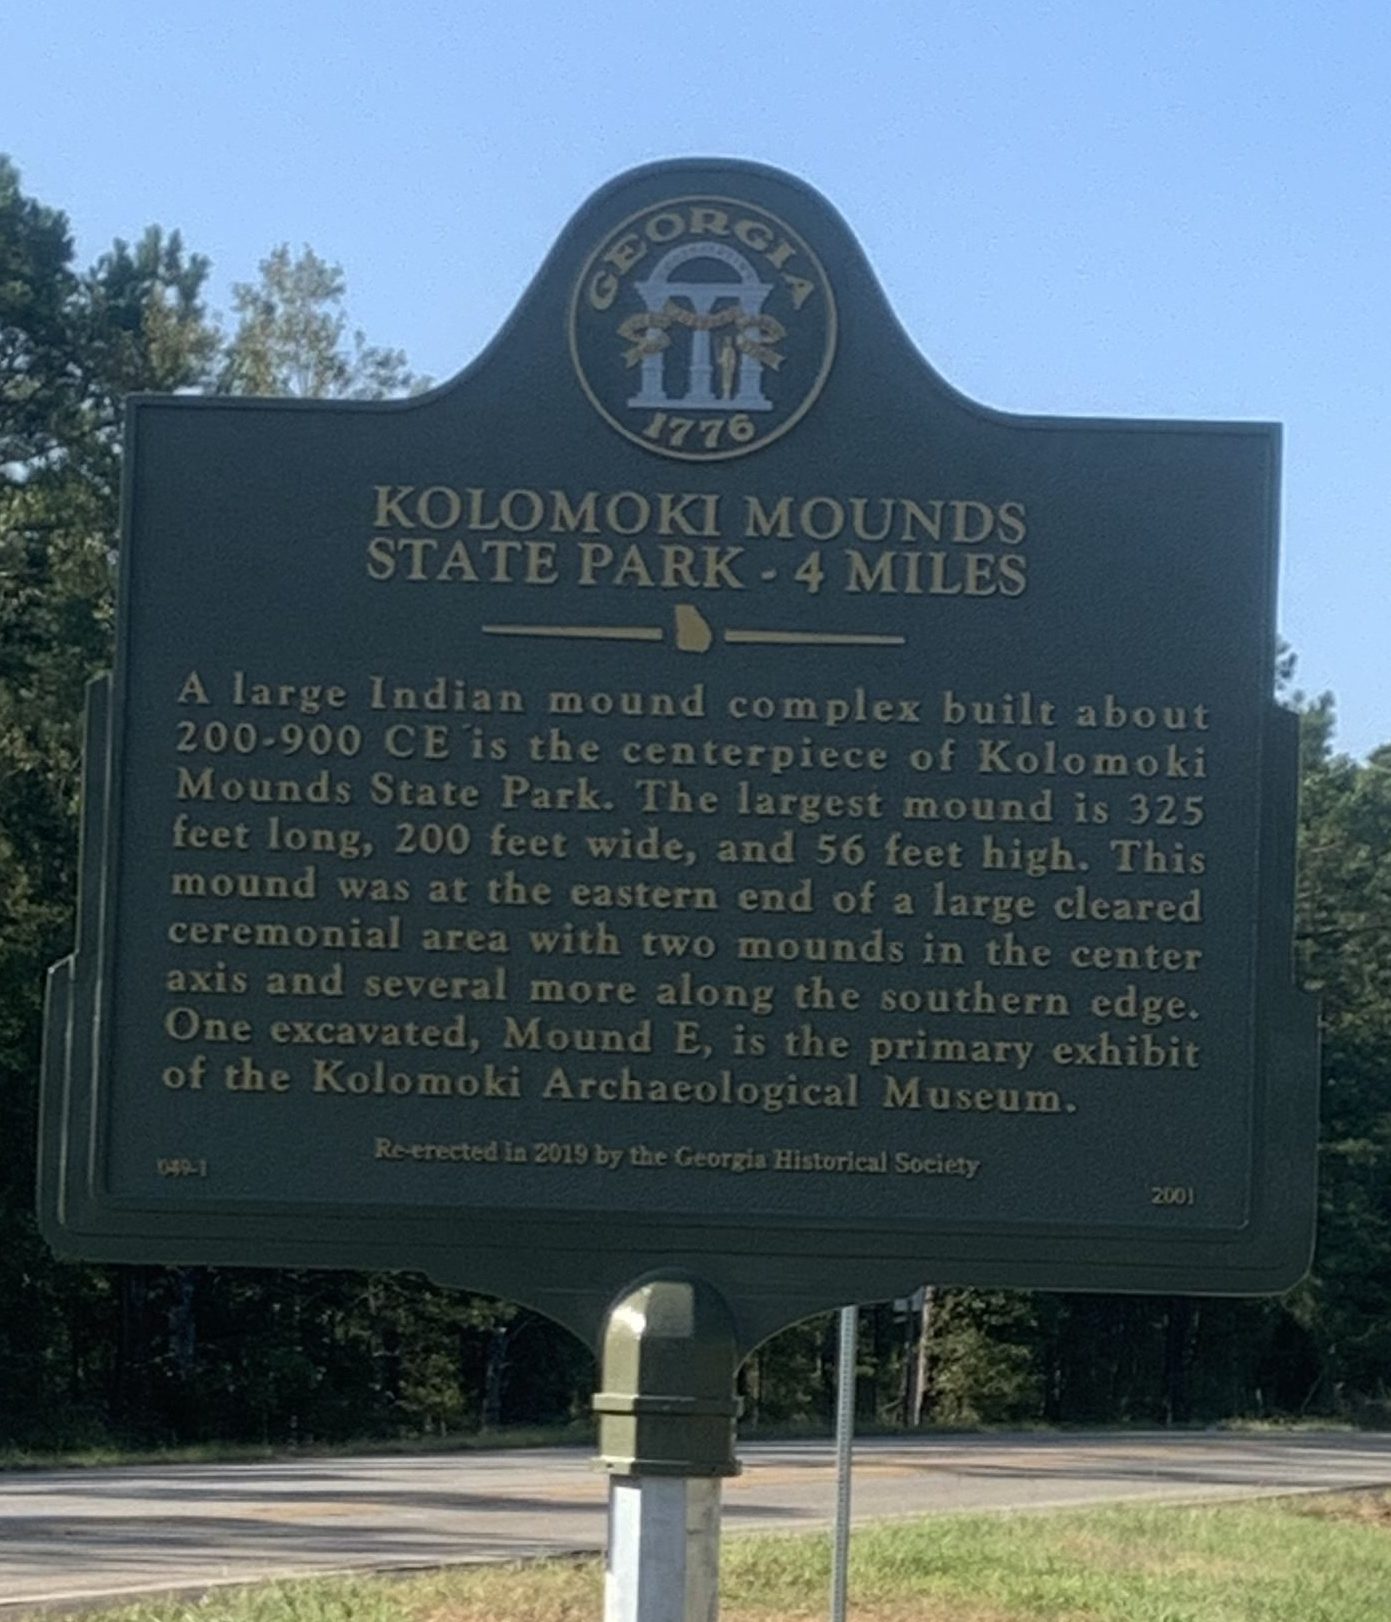 GEORGIA
1776
KOLOMOKI MOUNDS
STATE PARK - 4 MILES
A large Indian mound complex built about
200-900 CE is the centerpiece of Kolomoki
Mounds State Park. The largest mound is 325
feet long, 200 feet wide, and 56 feet high. This
mound was at the eastern end of a large cleared
ceremonial area with two mounds in the center
axis and several more along the southern edge.
One excavated, Mound E, is the primary exhibit
of the Kolomoki Archaeological Museum.
Re-erected in 2019 by the Georgia Historical Society
049-1
2001